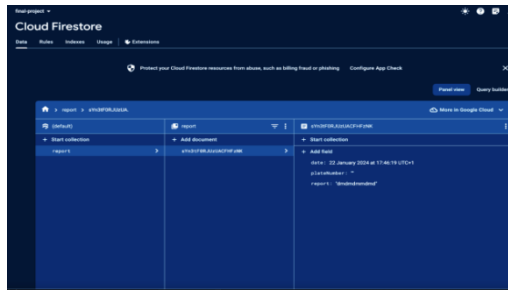 final-project
Cloud Firestore
Data Rules Indexes Usage Extensions
Protect your Cloud Firestore resources from abuse, such as billing fraud or phishing Configure App Check
Panel view Query builder
report
More in Google Cloud
(default) report
+ Start collection + Add document + Start collection
report + Add field
date: 22 January 2024 at 17:46:19 UTC+1
plateNumber: ""
report: